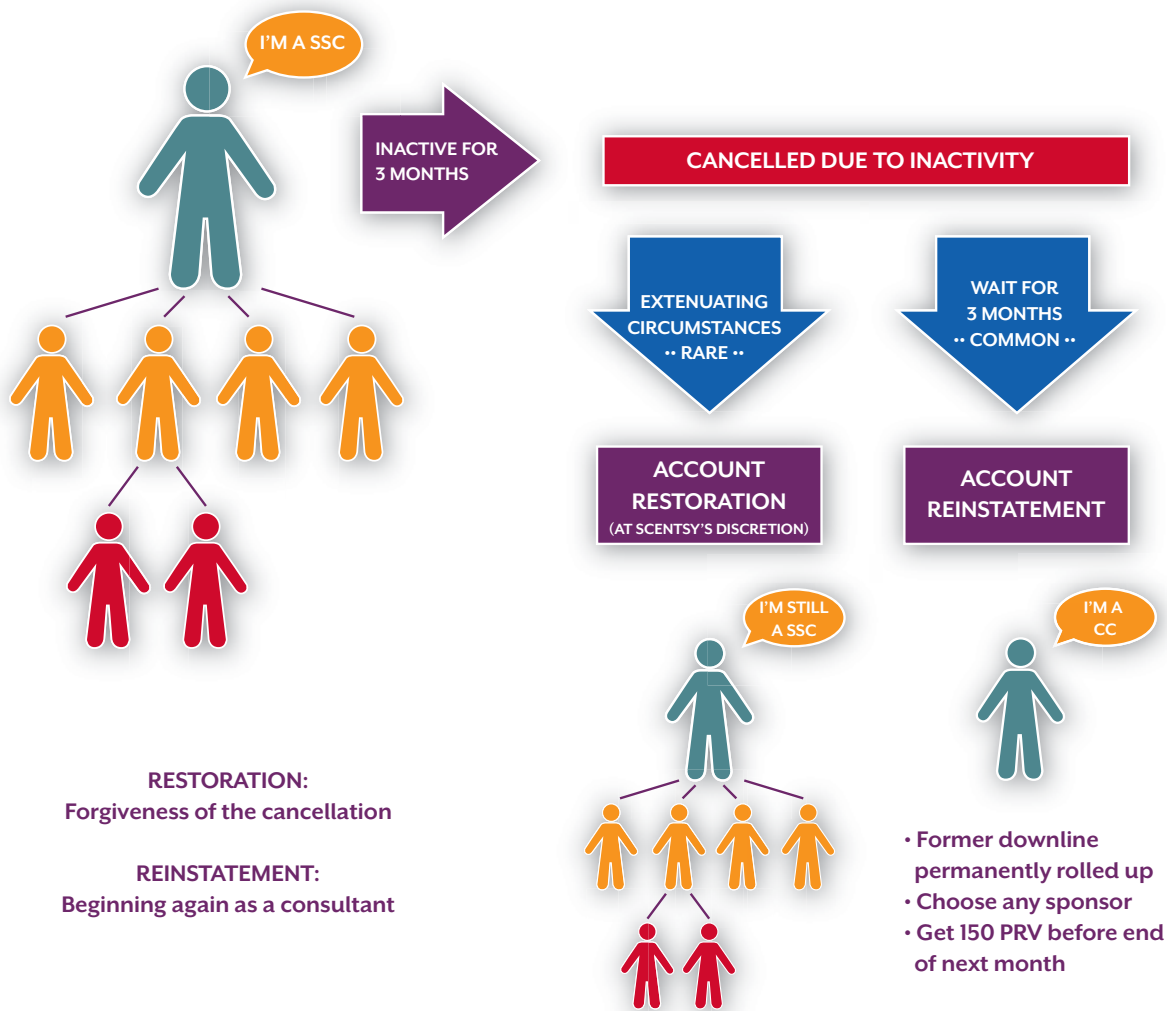 I'M A SSC
INACTIVE FOR
3 MONTHS
CANCELLED DUE TO INACTIVITY
EXTENUATING
CIRCUMSTANCES
•• RARE ••
WAIT FOR
3 MONTHS
•• COMMON ••
ACCOUNT
RESTORATION
(AT SCENTSY'S DISCRETION)
ACCOUNT
REINSTATEMENT
I'M STILL
A SSC
I'M A
CC
RESTORATION:
Forgiveness of the cancellation
REINSTATEMENT:
Beginning again as a consultant
• Former downline
permanently rolled up
• Choose any sponsor
• Get 150 PRV before end
of next month